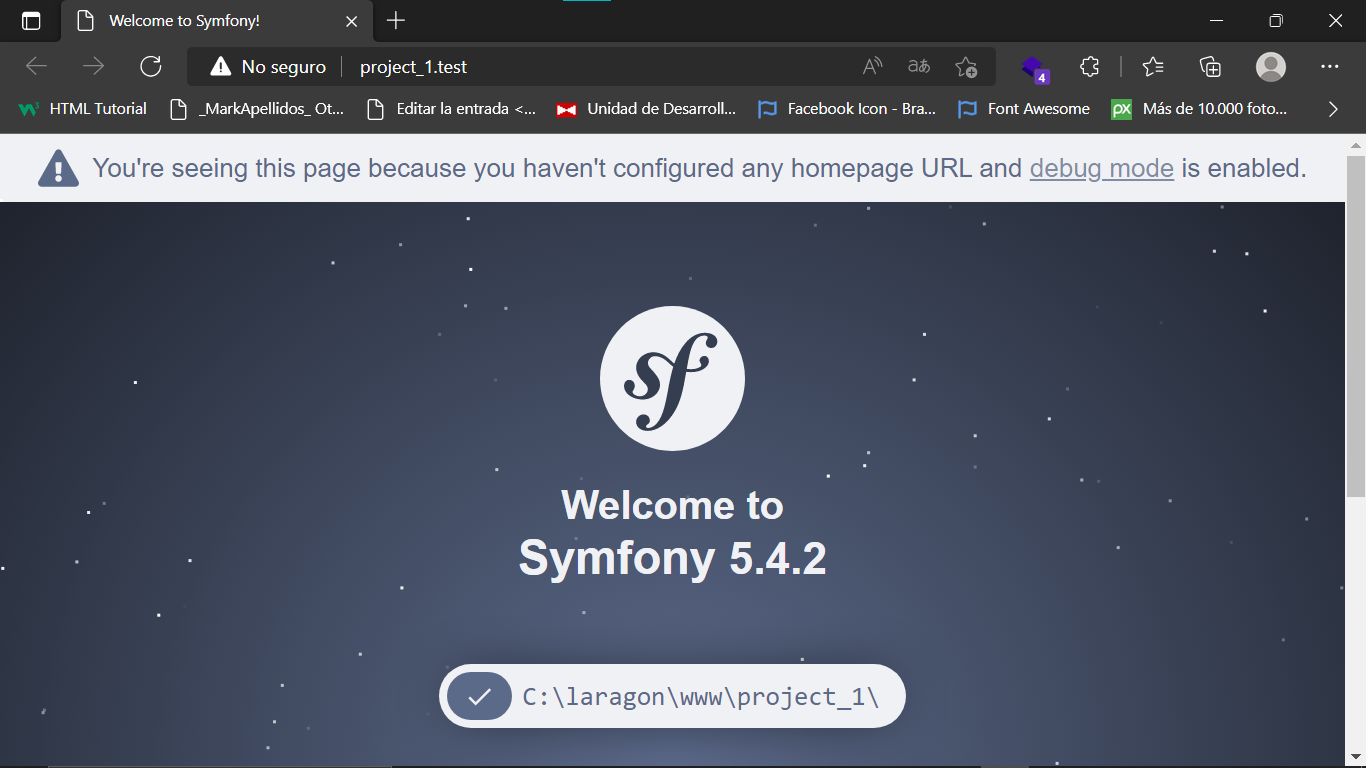 Welcome to Symfony!
No seguro
project_1.test
4
HTML Tutorial
_MarkApellidos_ Ot...
Editar la entrada <...
Unidad de Desarroll...
Facebook Icon - Bra...
Font Awesome
Más de 10.000 foto...
You're seeing this page because you haven't configured any homepage URL and debug mode is enabled.
sf
Welcome to
Symfony 5.4.2
C:\laragon\www\project_1\